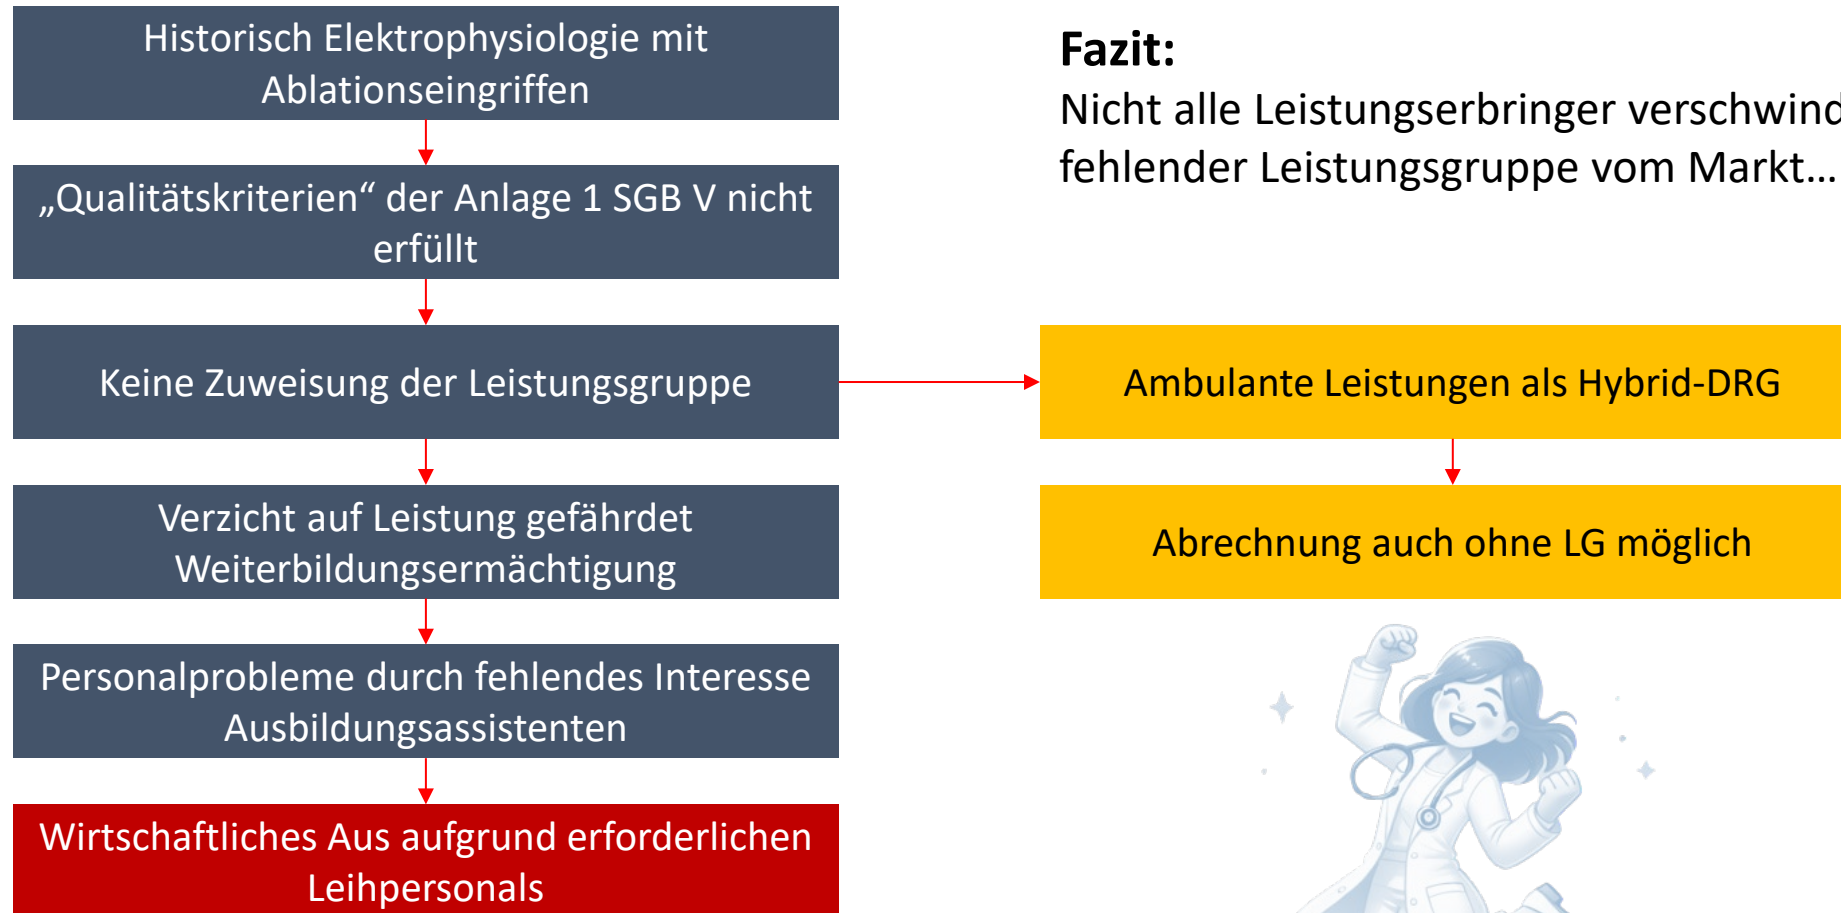 Historisch Elektrophysiologie mit
Ablationseingriffen
„Qualitätskriterien“ der Anlage 1 SGB V nicht
erfüllt
Keine Zuweisung der Leistungsgruppe
Verzicht auf Leistung gefährdet
Weiterbildungsermächtigung
Personalprobleme durch fehlendes Interesse
Ausbildungsassistenten
Wirtschaftliches Aus aufgrund erforderlichen
Leihpersonals
Fazit:
Nicht alle Leistungserbringer
fehlender Leistungsgruppe vom Markt…
Ambulante Leistungen als Hybrid-DRG
Abrechnung auch ohne LG möglich